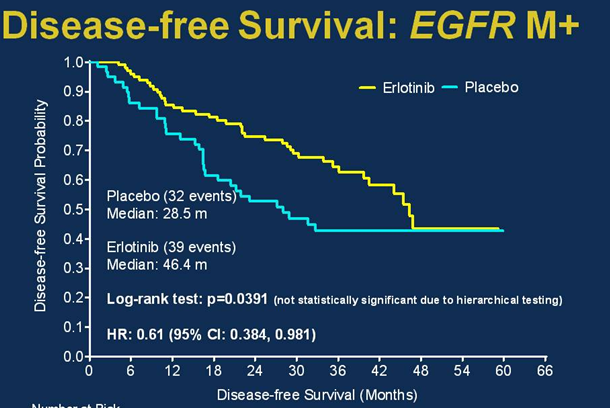 Disease-free Survival: EGFR M+
Erlotinib
Placebo
Disease-free Survival Probability
1.0
0.9
0.8
0.7
0.6
0.5
0.4
0.3
0.2
0.1
0.0
Placebo (32 events)
Median: 28.5 m
Erlotinib (39 events)
Median: 46.4 m
Log-rank test: p=0.0391 (not statistically significant due to hierarchical testing)
HR: 0.61 (95% CI: 0.384, 0.981)
0 6 12 18 24 30 36 42 48 54 60 66
Disease-free Survival (Months)
Number at Risk